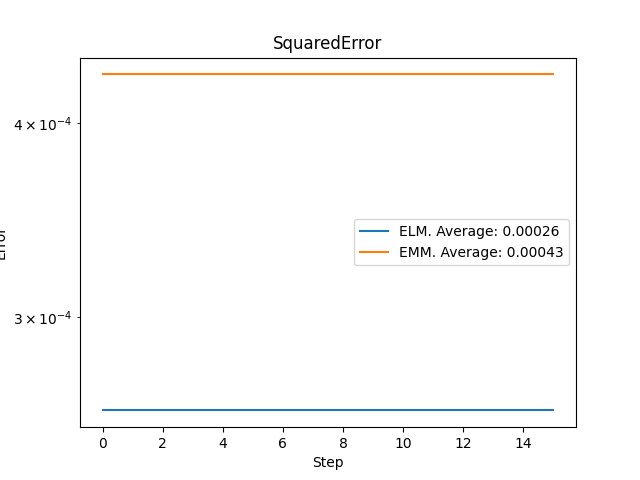 SquaredError
4 × 10⁻⁴
3 × 10⁻⁴
Error
ELM. Average: 0.00026
EMM. Average: 0.00043
0 2 4 6 8 10 12 14
Step